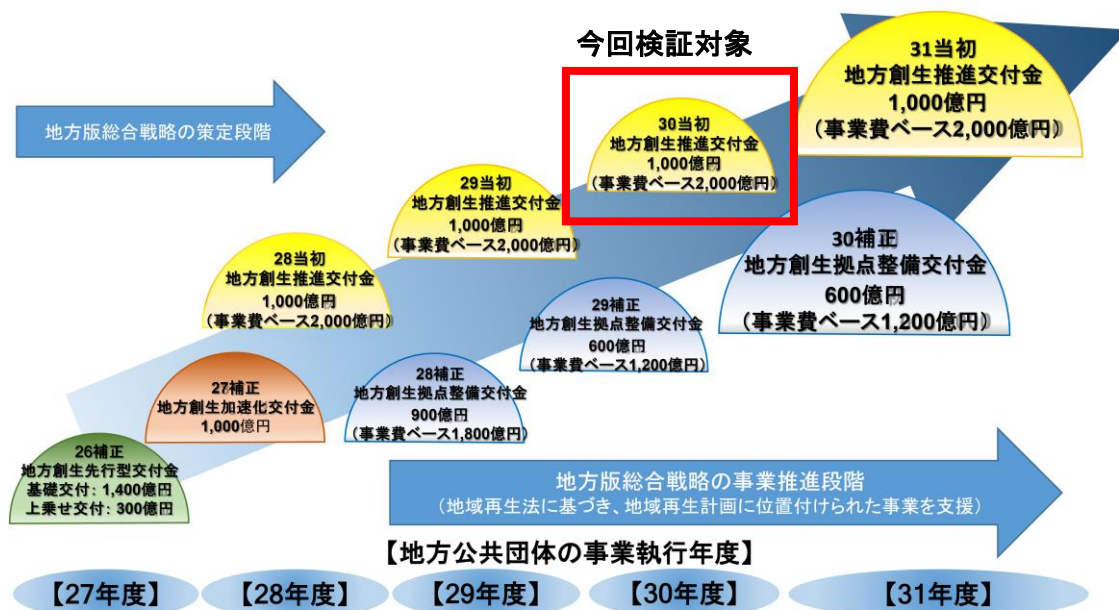 今回検証対象
地方版総合戦略の策定段階
31当初
地方創生推進交付金
1,000億円
(事業費ベース2,000億円)
30当初
地方創生推進交付金
1,000億円
(事業費ベース2,000億円)
29当初
地方創生推進交付金
1,000億円
(事業費ベース2,000億円)
28当初
地方創生推進交付金
1,000億円
(事業費ベース2,000億円)
30補正
地方創生拠点整備交付金
600億円
(事業費ベース1,200億円)
29補正
地方創生拠点整備交付金
600億円
(事業費ベース1,200億円)
27補正
地方創生加速化交付金
1,000億円
28補正
地方創生拠点整備交付金
900億円
(事業費ベース1,800億円)
26補正
地方創生先行型交付金
基礎交付：1,400億円
上乗せ交付：300億円
地方版総合戦略の事業推進段階
(地域再生法に基づき、地域再生計画に位置付けられた事業を支援)
【地方公共団体の事業執行年度】
【27年度】 【28年度】 【29年度】 【30年度】 【31年度】